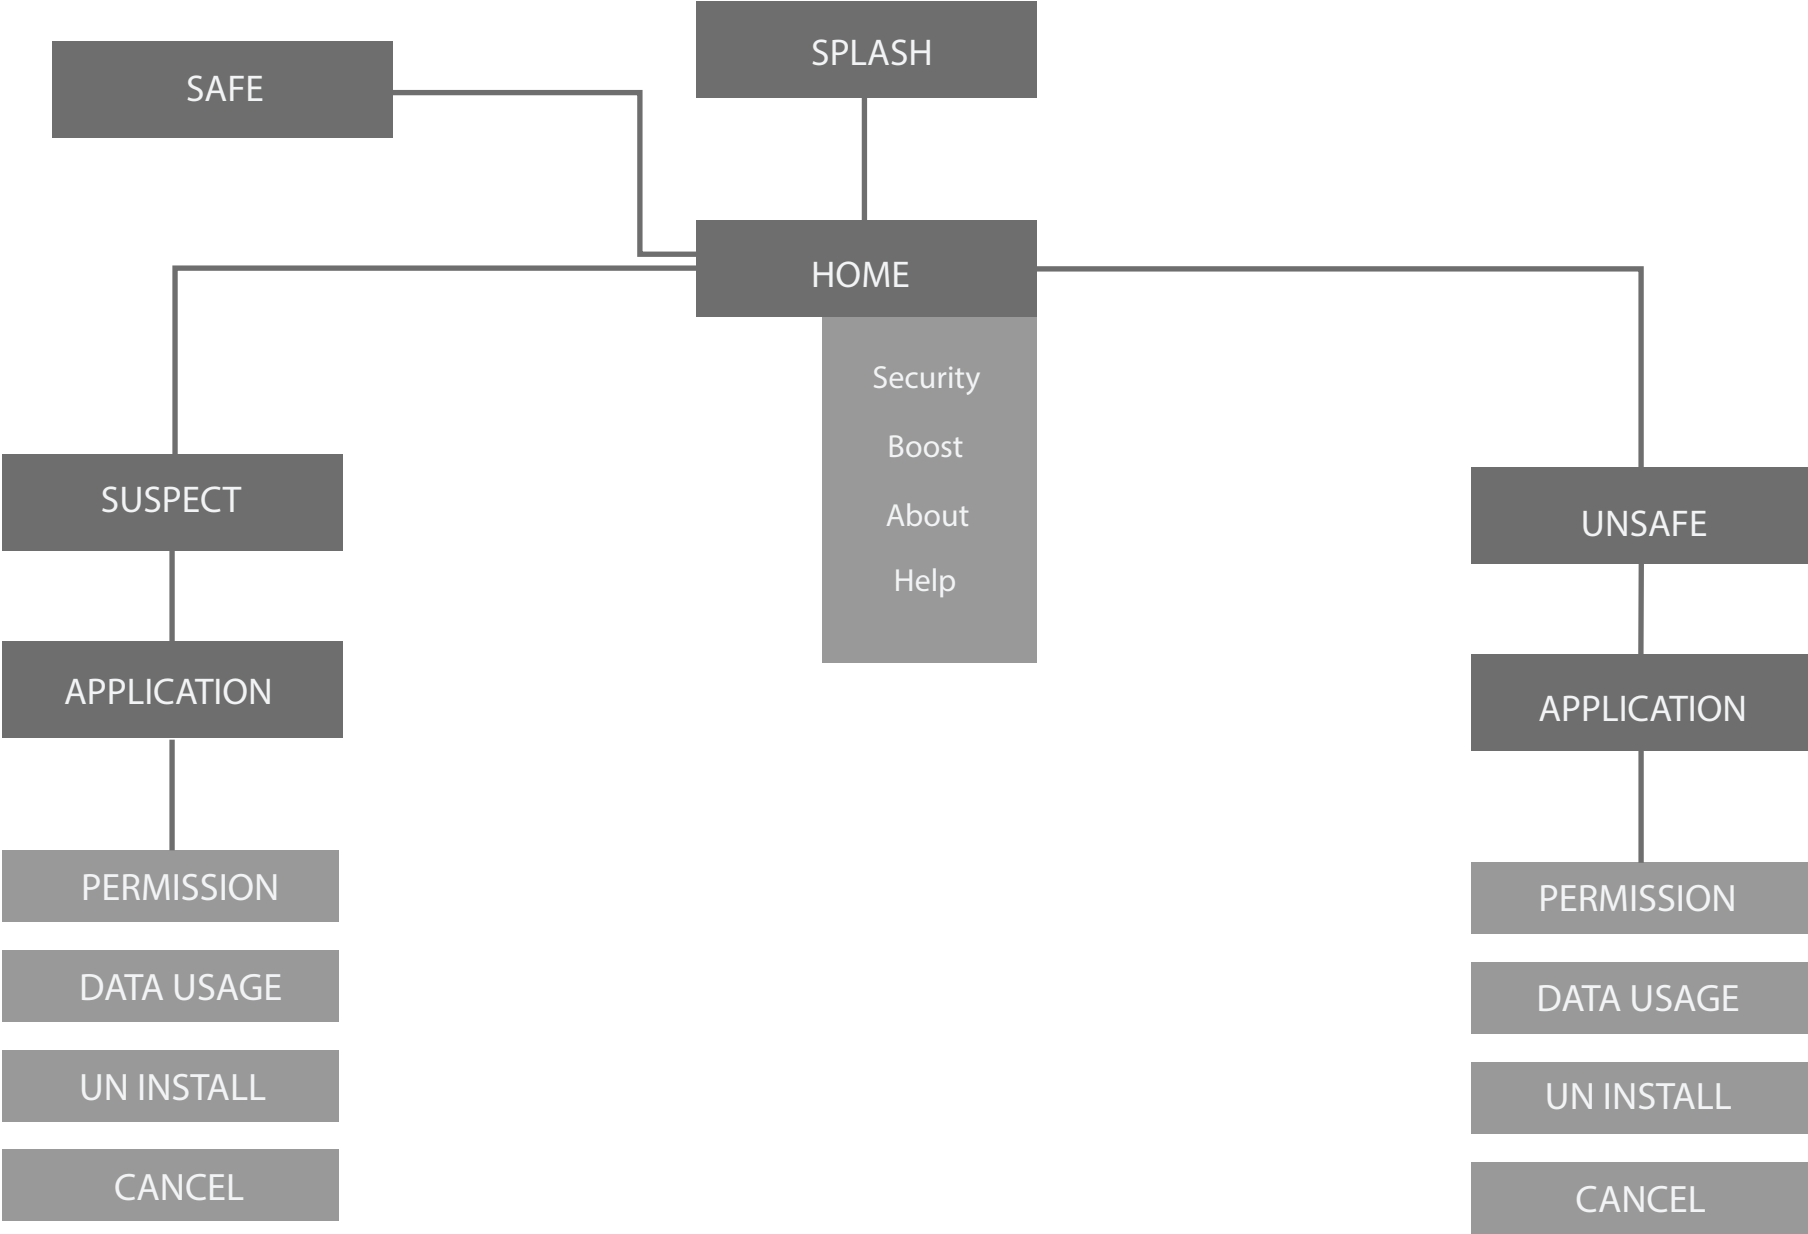 SPLASH
SAFE
HOME
Security
Boost
About
Help
SUSPECT
APPLICATION
PERMISSION
DATA USAGE
UN INSTALL
CANCEL
UNSAFE
APPLICATION
PERMISSION
DATA USAGE
UN INSTALL
CANCEL